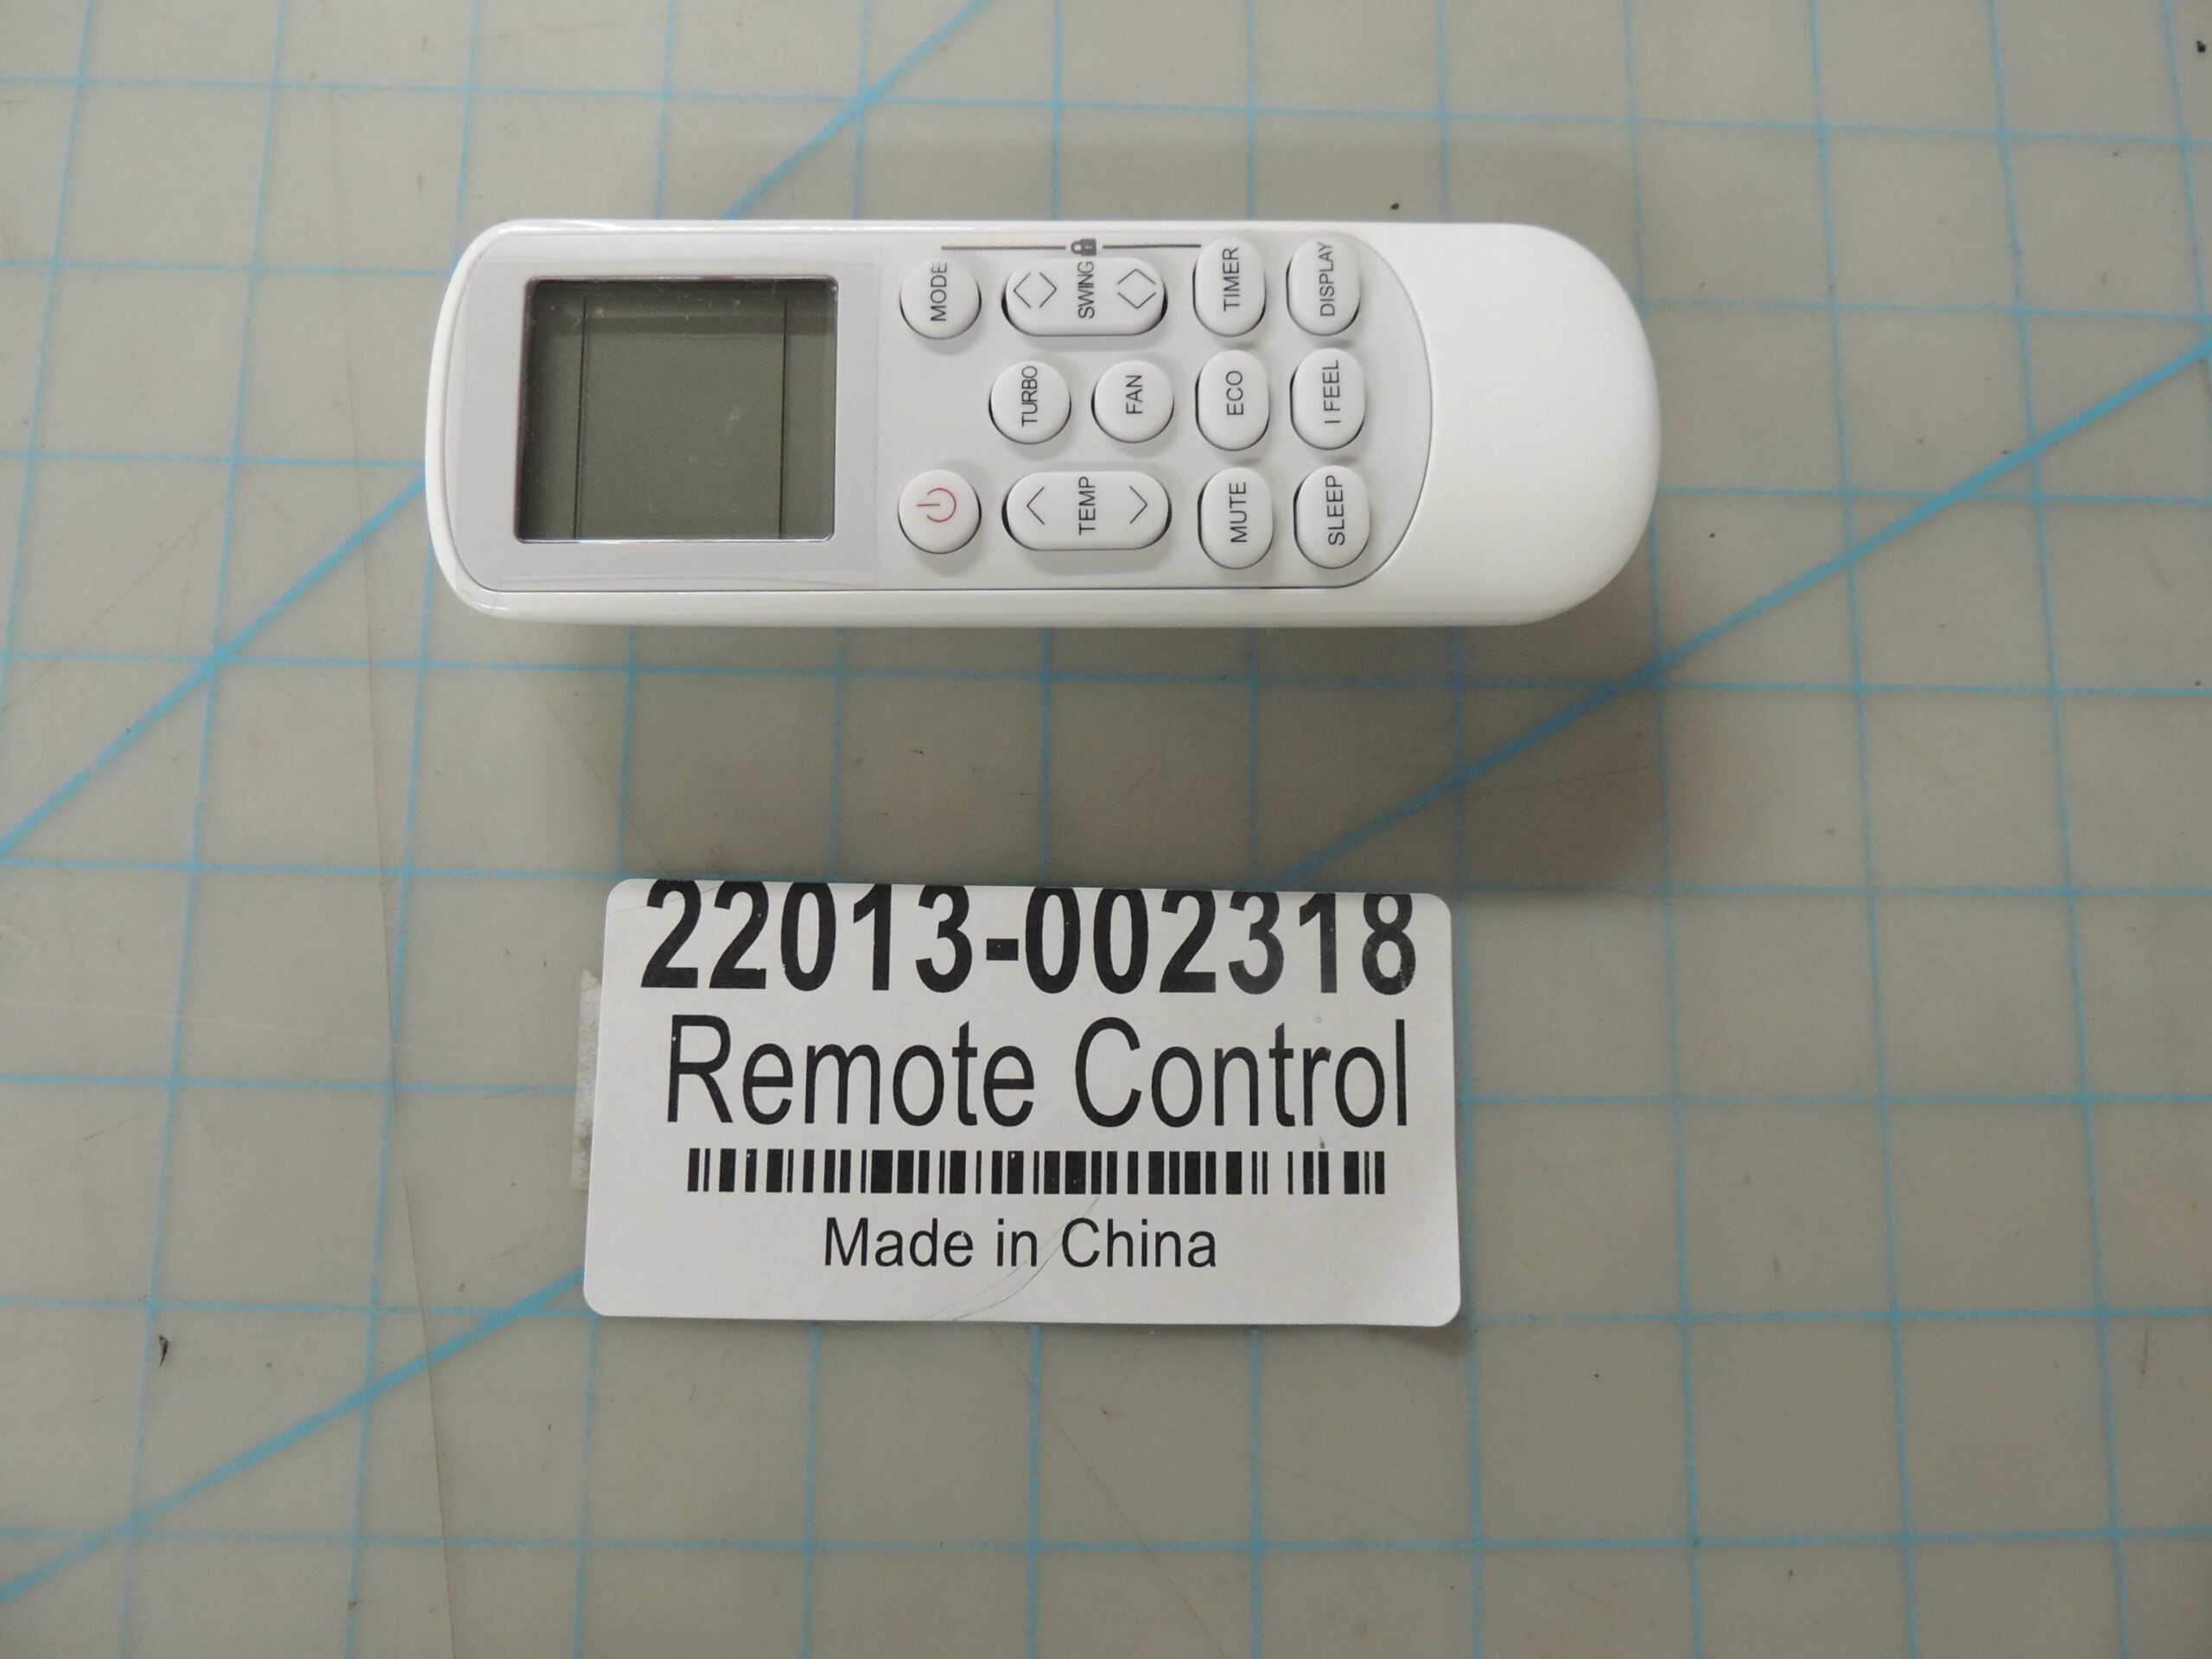 MODE
SWING
TIMER
DISPLAY
TURBO
FAN
ECO
I FEEL
TEMP
MUTE
SLEEP
22013-002318
Remote Control
Made in China